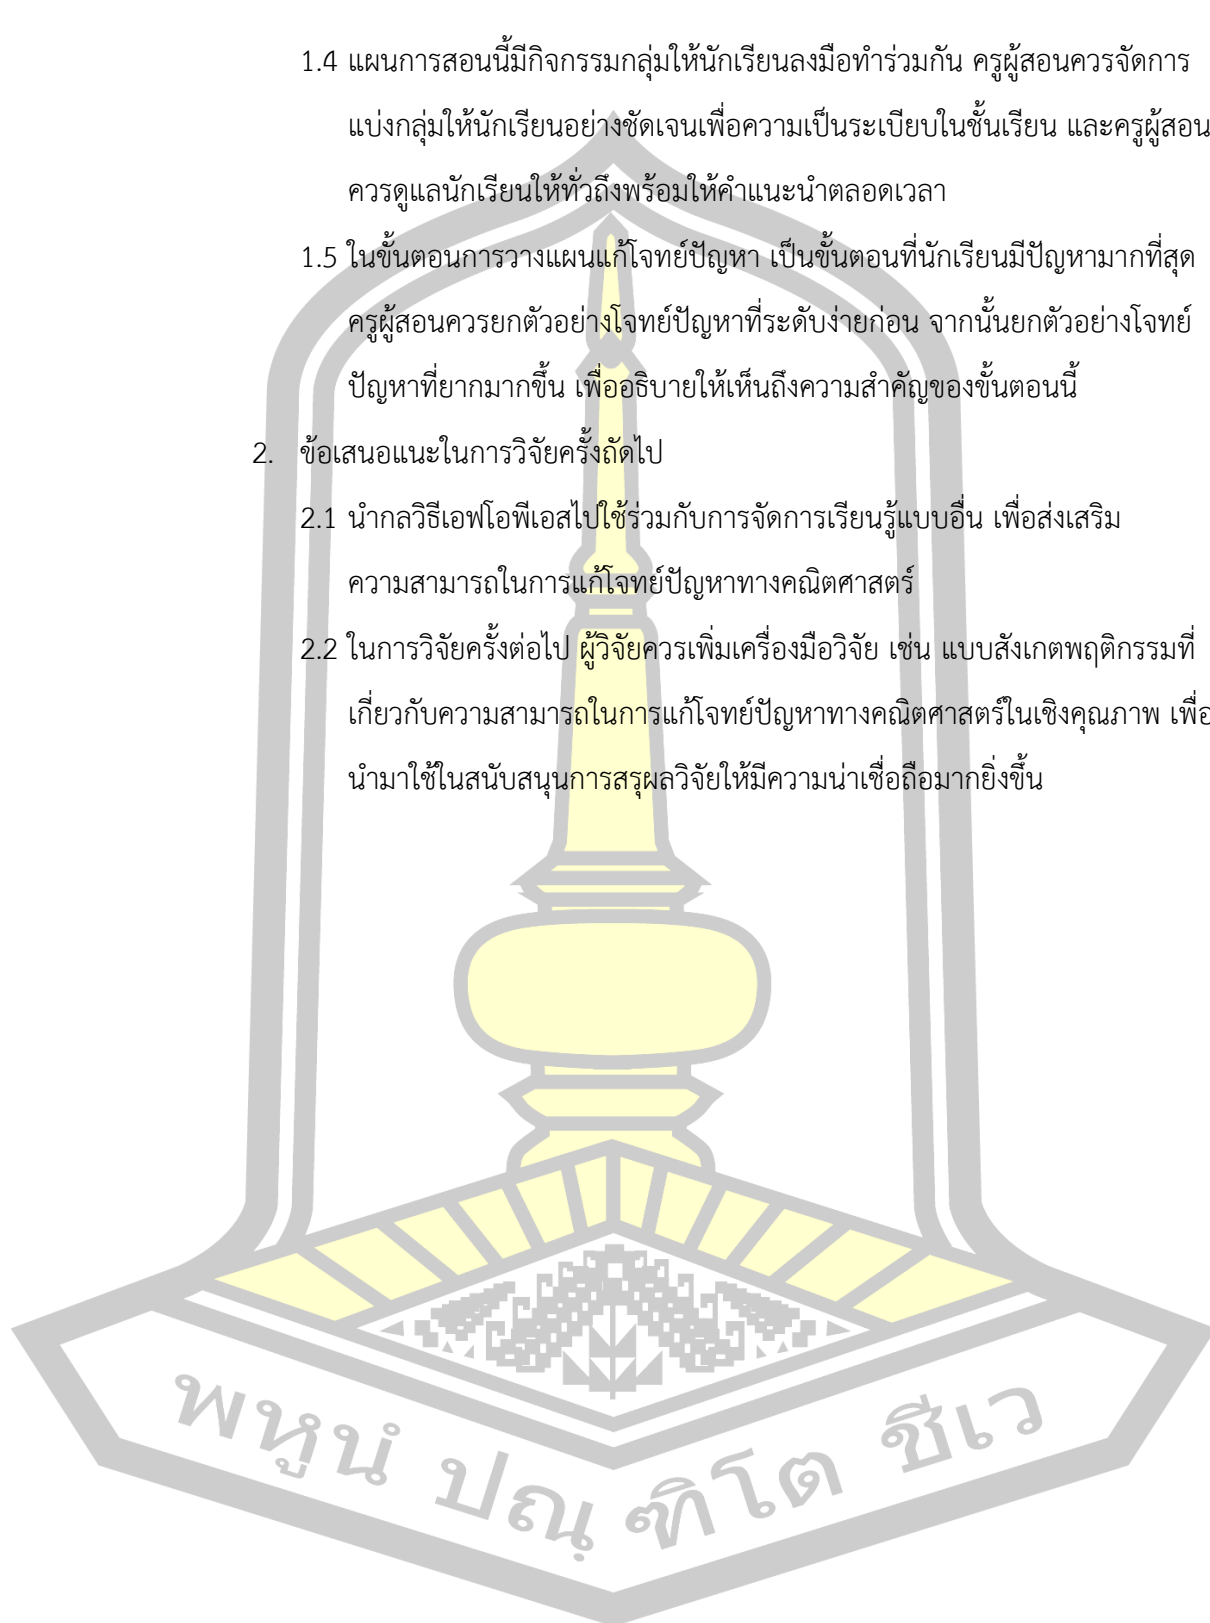 1.4 แผนการสอนนี้มีกิจกรรมกลุ่มให้นักเรียนลงมือทำร่วมกัน ครูผู้สอนควรจัดการ
แบ่งกลุ่มให้นักเรียนอย่างชัดเจนเพื่อความเป็นระเบียบในชั้นเรียน และครูผู้สอน
ควรดูแลนักเรียนให้ทั่วถึงพร้อมให้คำแนะนำตลอดเวลา
1.5 ในขั้นตอนการวางแผนแก้โจทย์ปัญหา เป็นขั้นตอนที่นักเรียนมีปัญหามากที่สุด
ครูผู้สอนควรยกตัวอย่างโจทย์ปัญหาที่ระดับง่ายก่อน จากนั้นยกตัวอย่างโจทย์
ปัญหาที่ยากมากขึ้น เพื่ออธิบายให้เห็นถึงความสำคัญของขั้นตอนนี้
2. ข้อเสนอแนะในการวิจัยครั้งถัดไป
2.1 นำกลวิธีเอฟโอพีเอสไปใช้ร่วมกับการจัดการเรียนรู้แบบอื่น เพื่อส่งเสริม
ความสามารถในการแก้โจทย์ปัญหาทางคณิตศาสตร์
2.2 ในการวิจัยครั้งต่อไป ผู้วิจัยควรเพิ่มเครื่องมือวิจัย เช่น แบบสังเกตพฤติกรรมที่
เกี่ยวกับความสามารถในการแก้โจทย์ปัญหาทางคณิตศาสตร์ในเชิงคุณภาพ เพื่อ
นำมาใช้ในสนับสนุนการสรุผลวิจัยให้มีความน่าเชื่อถือมากยิ่งขึ้น
พหูนํ ปณฺ ฑิโต ชีเว